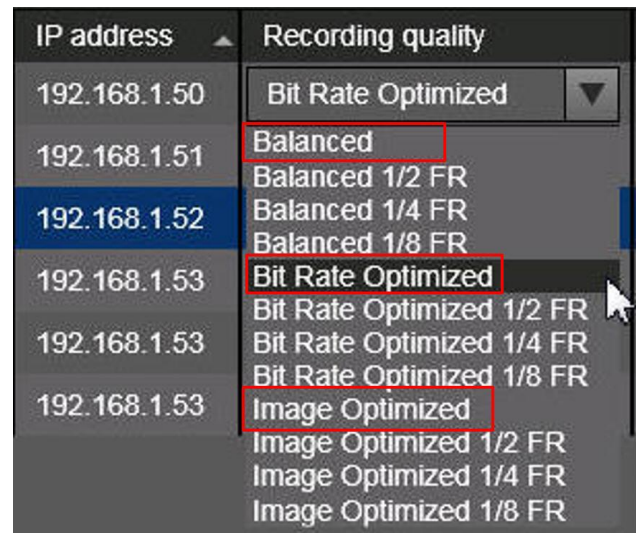 IP address Recording quality
192.168.1.50 Bit Rate Optimized
192.168.1.51 Balanced
Balanced 1/2 FR
192.168.1.52 Balanced 1/4 FR
Balanced 1/8 FR
192.168.1.53 Bit Rate Optimized
Bit Rate Optimized 1/2 FR
192.168.1.53 Bit Rate Optimized 1/4 FR
Bit Rate Optimized 1/8 FR
192.168.1.53 Image Optimized
Image Optimized 1/2 FR
Image Optimized 1/4 FR
Image Optimized 1/8 FR